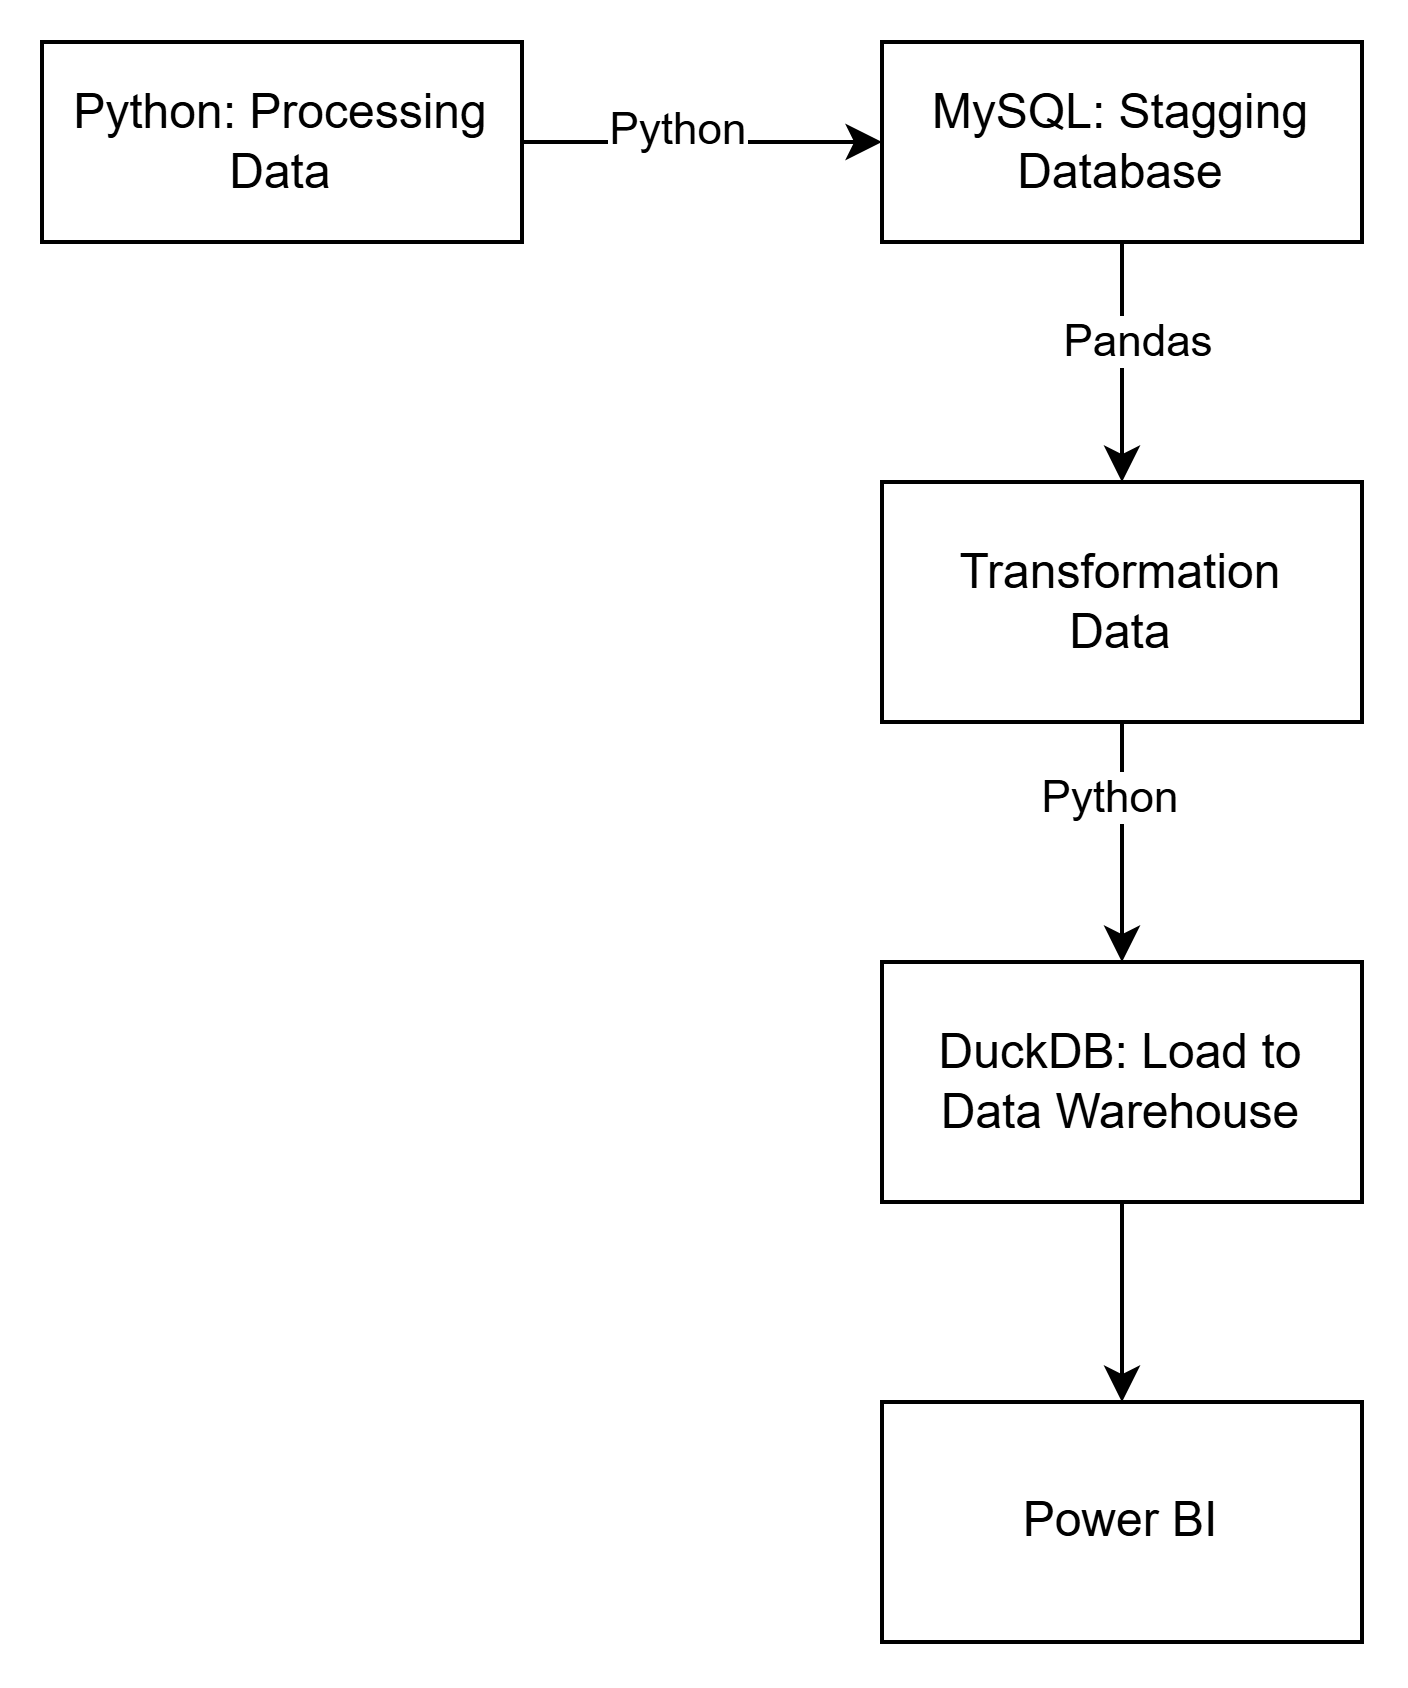 Python: Processing
Data
Python
MySQL: Stagging
Database
Pandas
Transformation
Data
Python
DuckDB: Load to
Data Warehouse
Power BI